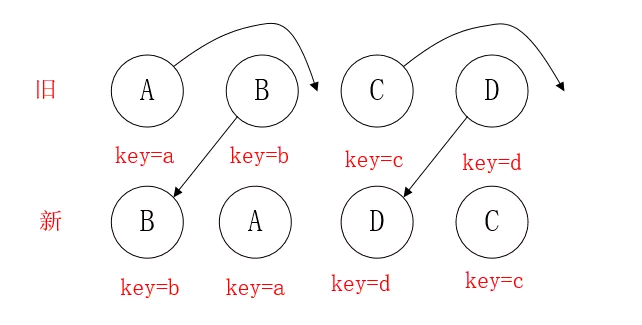 旧 A B C D
key=a key=b key=c key=d
新 B A D C
key=b key=a key=d key=c